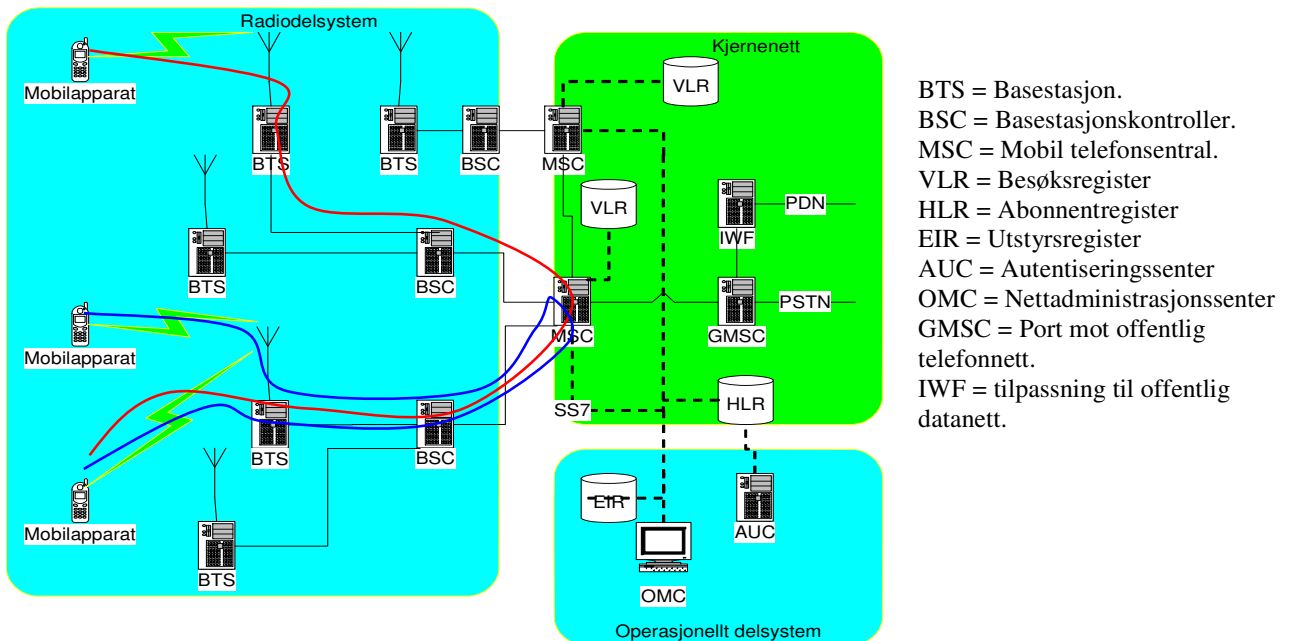 Radiodelsystem
Kjernenett
Mobilapparat
VLR
BTS
BTS
BSC
MSC
VLR
PDN
IWF
BTS
BSC
PSTN
MSC
GMSC
Mobilapparat
HLR
SS7
BTS
BSC
EIR
Mobilapparat
AUC
BTS
OMC
Operasjonellt delsystem
BTS = Basestasjon.
BSC = Basestasjonskontroller.
MSC = Mobil telefonsentral.
VLR = Besøksregister
HLR = Abonnentregister
EIR = Utstyrsregister
AUC = Autentiseringssenter
OMC = Nettadministrasjonssenter
GMSC = Port mot offentlig
telefonnett.
IWF = tilpassning til offentlig
datanett.